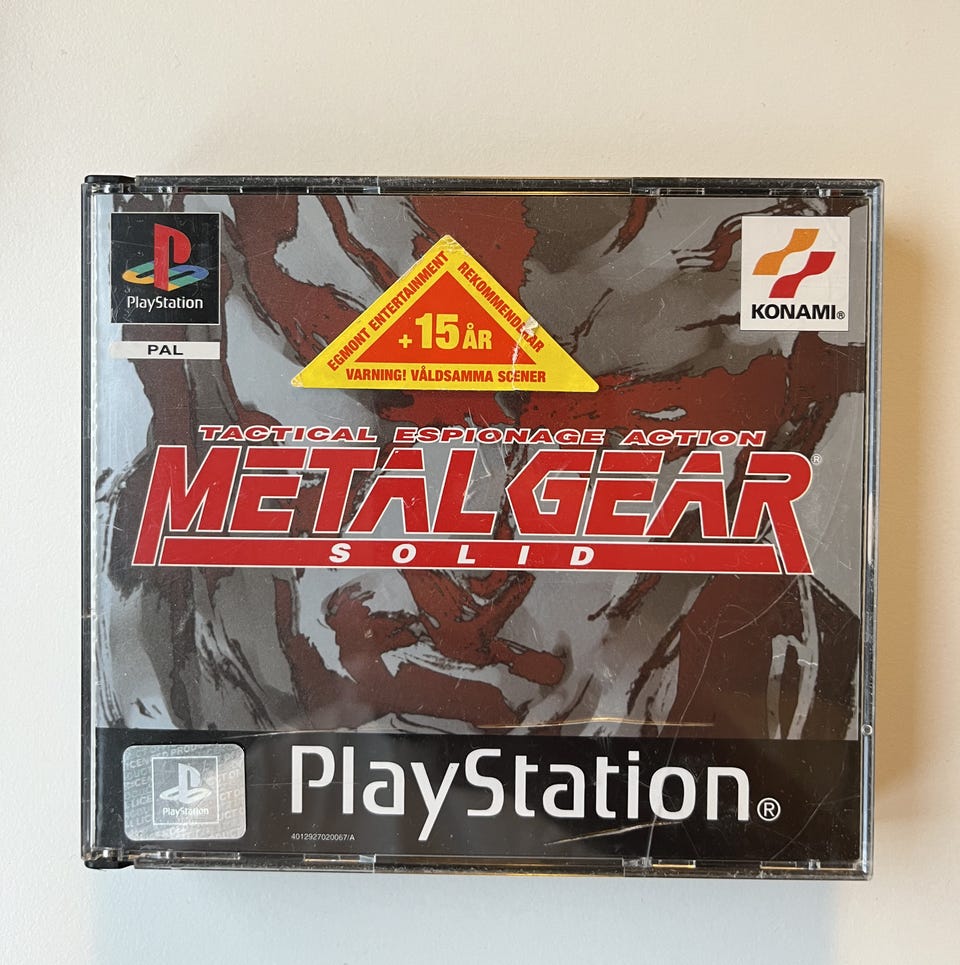 PlayStation
PAL
EGMONT ENTERTAINMENT
REKOMMENDERAR
+15 ÅR
VARNING! VÅLDSAMMA SCENER
KONAMI®
TACTICAL ESPIONAGE ACTION
METAL GEAR®
SOLID
PlayStation
PlayStation®
4012927020067/A